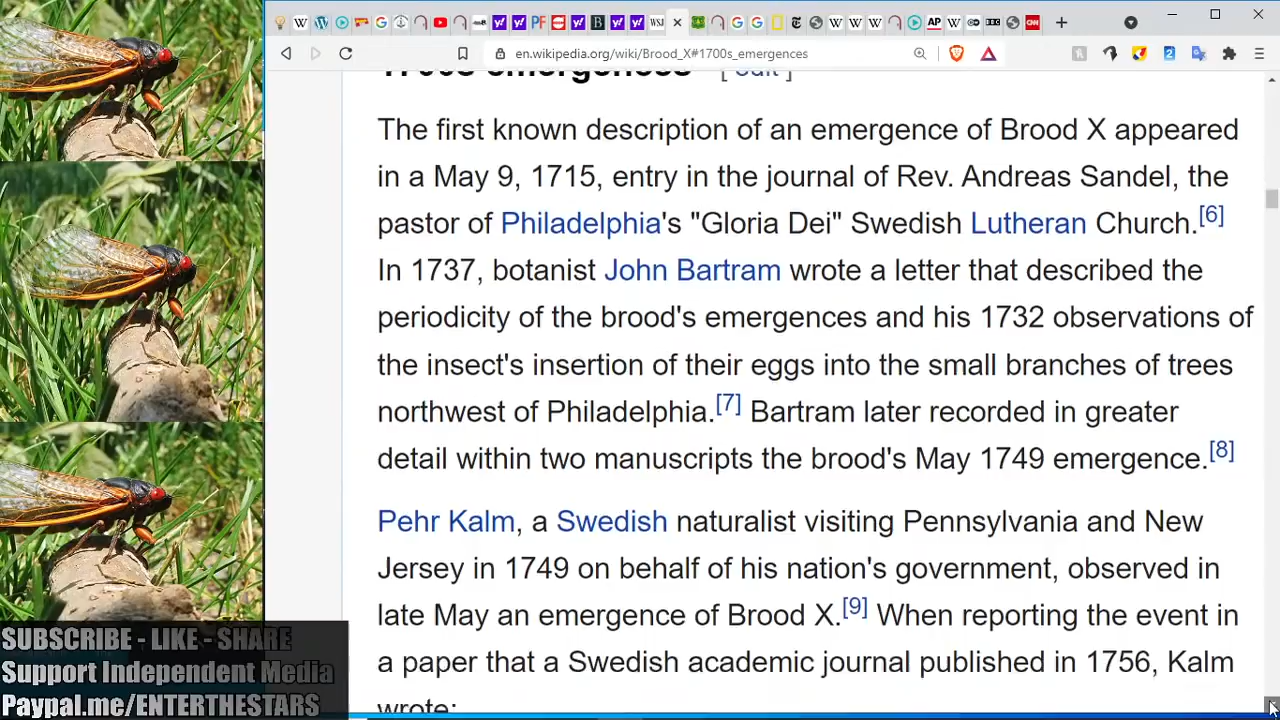 en.wikipedia.org/wiki/Brood_X#1700s_emergences
1700s emergences [ edit ]
The first known description of an emergence of Brood X appeared
in a May 9, 1715, entry in the journal of Rev. Andreas Sandel, the
pastor of Philadelphia's "Gloria Dei" Swedish Lutheran Church.[6]
In 1737, botanist John Bartram wrote a letter that described the
periodicity of the brood's emergences and his 1732 observations of
the insect's insertion of their eggs into the small branches of trees
northwest of Philadelphia.[7] Bartram later recorded in greater
detail within two manuscripts the brood's May 1749 emergence.[8]
Pehr Kalm, a Swedish naturalist visiting Pennsylvania and New
Jersey in 1749 on behalf of his nation's government, observed in
late May an emergence of Brood X.[9] When reporting the event in
a paper that a Swedish academic journal published in 1756, Kalm
wrote:
SUBSCRIBE - LIKE - SHARE
Support Independent Media
Paypal.me/ENTERTHESTARS